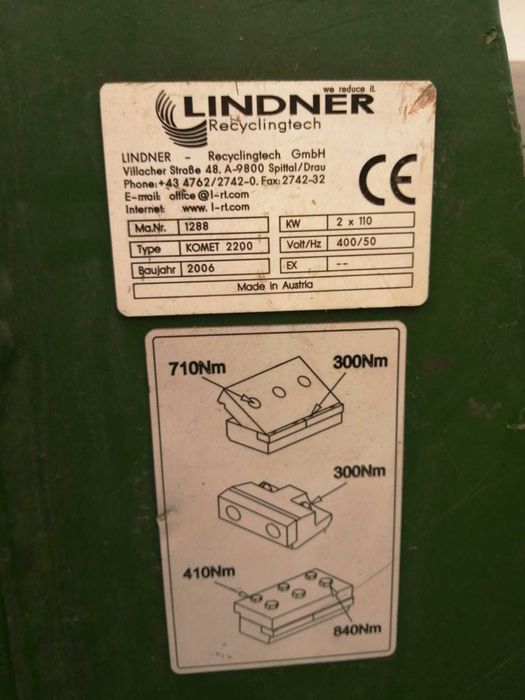 we reduce it.
LINDNER
Recyclingtech
LINDNER - Recyclingtech GmbH
Villacher Straße 48, A-9800 Spittal/Drau
Phone:+43 4762/2742-0, Fax: 2742-32
E-mail: office@l-rt.com
Internet: www. l-rt.com
CE
Ma.Nr. 1288 KW 2 x 110
Type KOMET 2200 Volt/Hz 400/50
Baujahr 2006 EX --
Made in Austria
710Nm 300Nm
300Nm
410Nm
840Nm